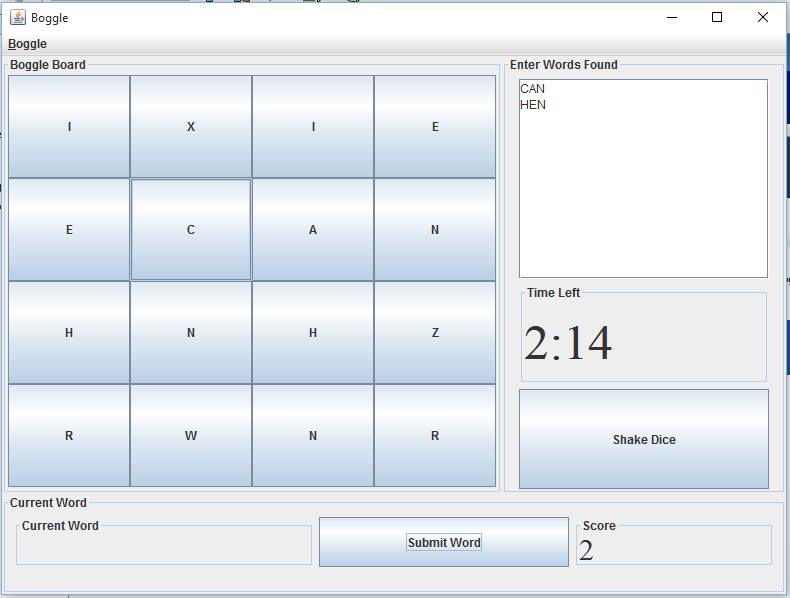 Boggle
Boggle
Boggle Board
I X I E
E C A N
H N H Z
R W N R
Enter Words Found
CAN
HEN
Time Left
2:14
Shake Dice
Current Word
Current Word
Submit Word
Score
2